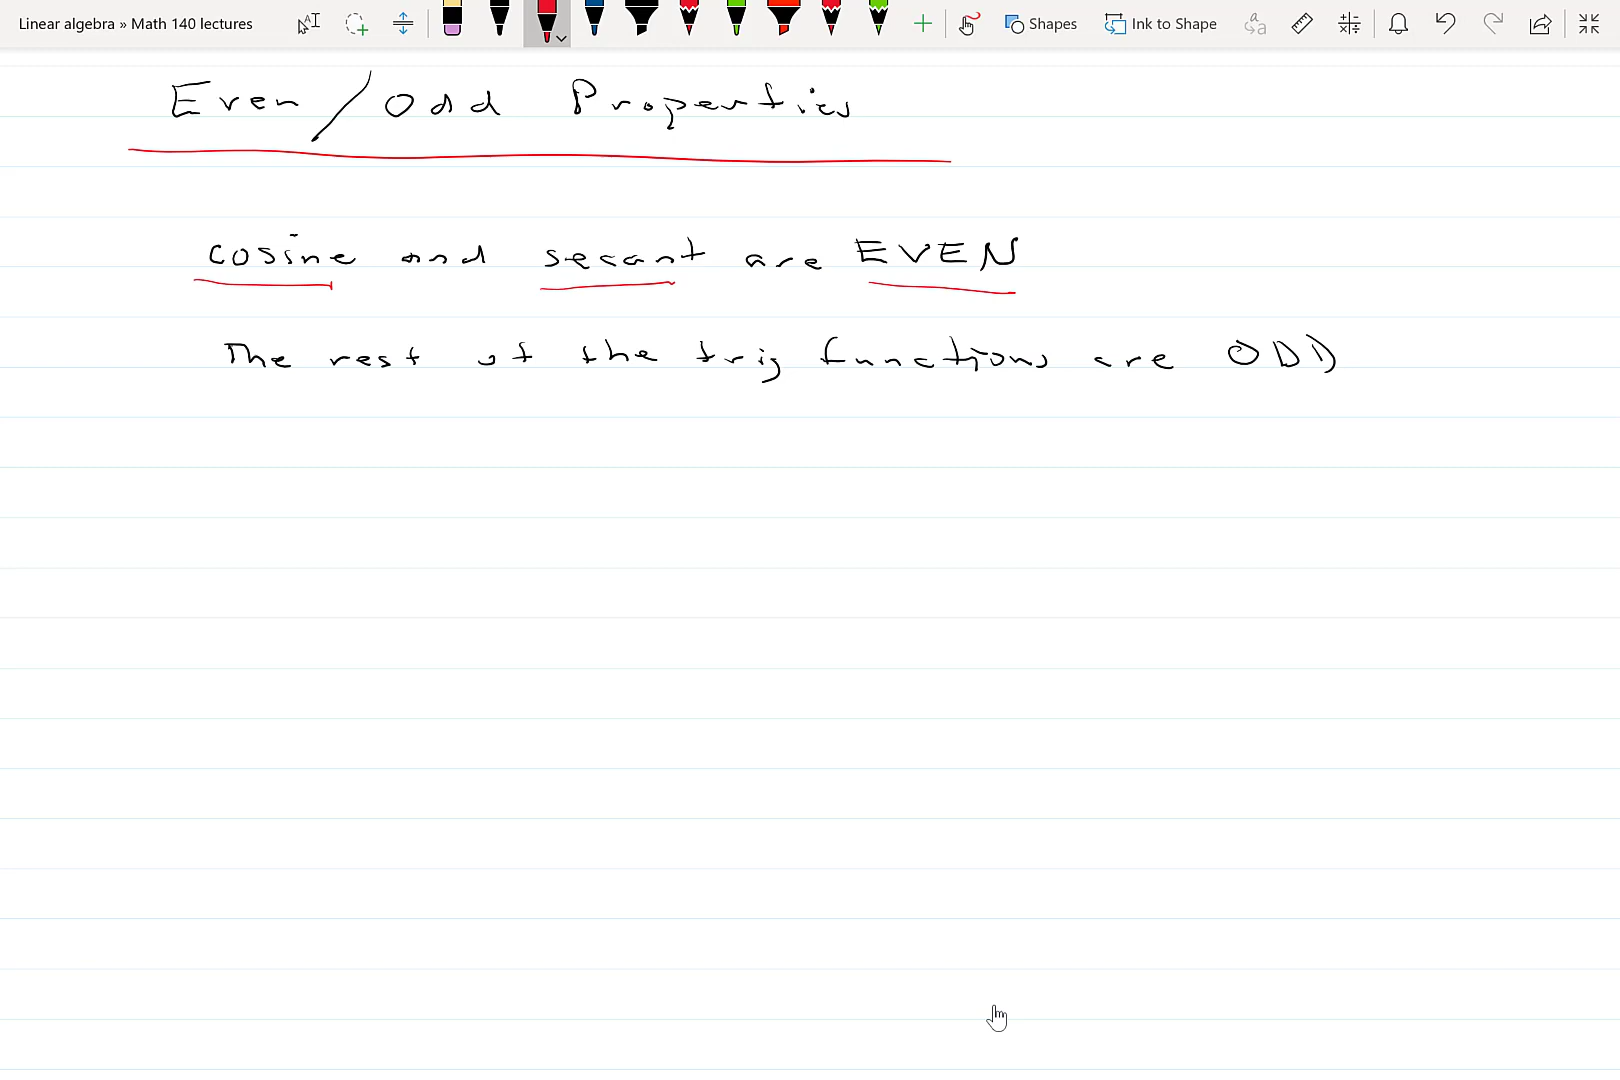 Linear algebra » Math 140 lectures Shapes Ink to Shape
Even/Odd Properties
cosine and secant are EVEN
The rest of the trig functions are ODD